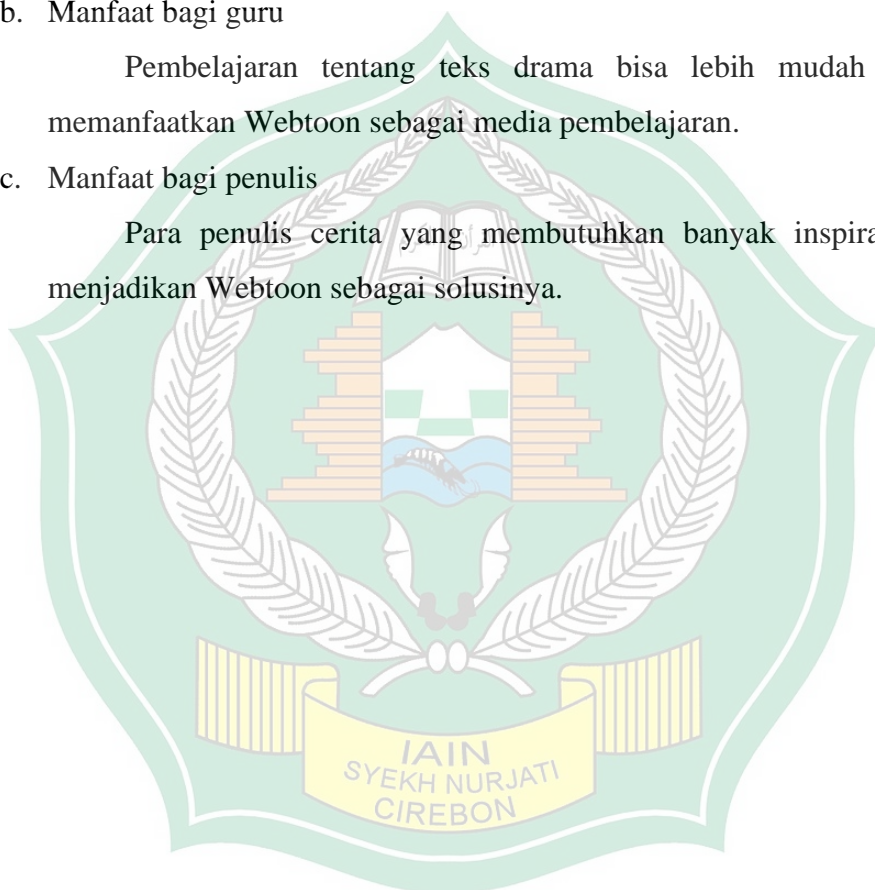 b. Manfaat bagi guru
Pembelajaran tentang teks drama bisa lebih mudah
memanfaatkan Webtoon sebagai media pembelajaran.
c. Manfaat bagi penulis
Para penulis cerita yang membutuhkan banyak
menjadikan Webtoon sebagai solusinya.
IAIN
SYEKH NURJATI
CIREBON